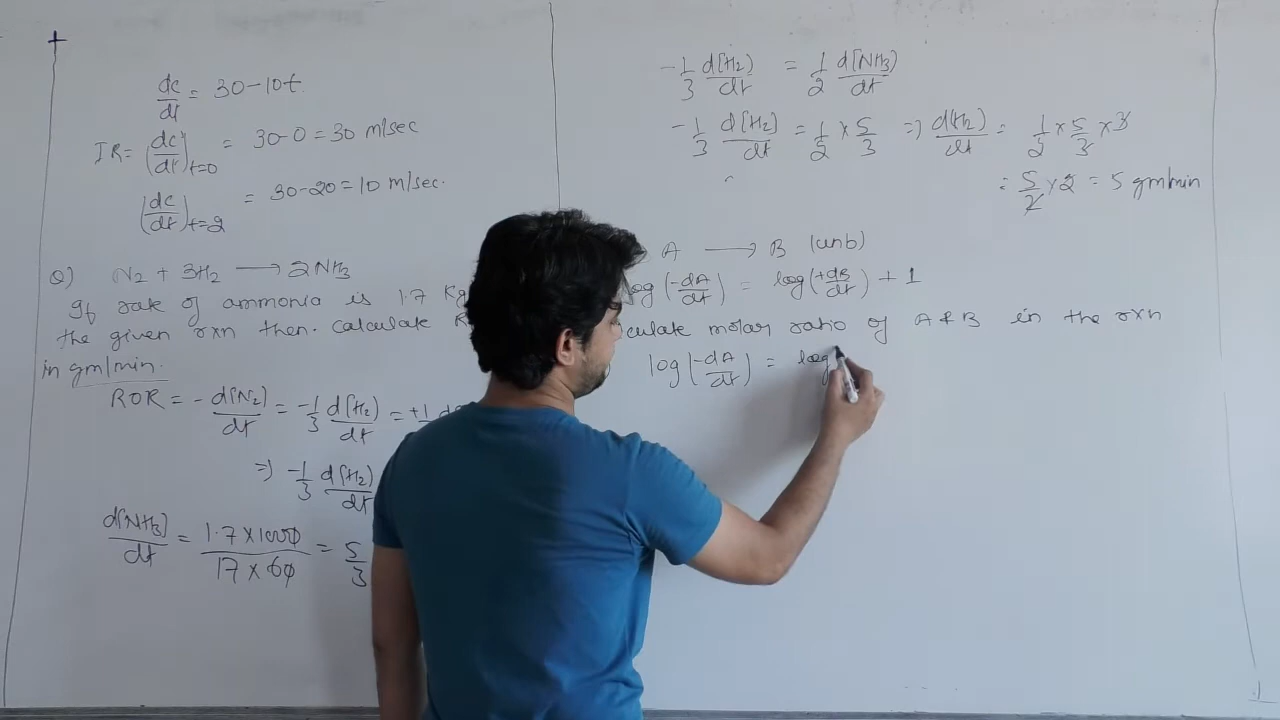 dc/dt = 30-10t
IR = (dc/dt)t=0 = 30-0 = 30 m/sec
(dc/dt)t=2 = 30-20 = 10 m/sec.
Q) N2 + 3H2 ⟶ 2NH3
If rate of ammonia is 1.7 Kg
the given rxn then. Calculate
in gm/min.
ROR = - d[N2]/dt = -1/3 d[H2]/dt = +1
⇒ -1/3 d[H2]/dt
d[NH3]/dt = 1.7 x 1000/17 x 60 = 5/3
-1/3 d[H2]/dt = 1/2 d[NH3]/dt
-1/3 d[H2]/dt = 1/2 x 5/3 ⇒ d[H2]/dt = 1/2 x 5/3 x 3
= 5/2 x 2 = 5 gm/min
A ⟶ B (unb)
log(-dA/dt) = log(+dB/dt) + 1
culate molar ratio of A & B in the rxn
log(-dA/dt) = log